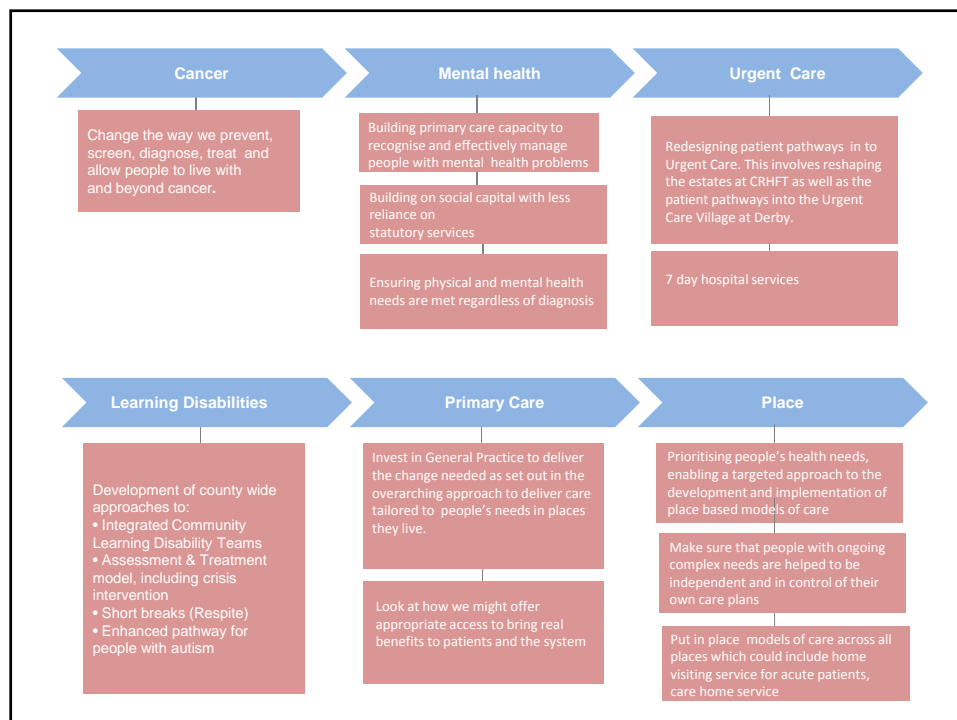 Cancer
Change the way we prevent,
screen, diagnose, treat and
allow people to live with
and beyond cancer.
Mental health
Building primary care capacity to
recognise and effectively manage
people with mental health problems
Building on social capital with less
reliance on
statutory services
Ensuring physical and mental health
needs are met regardless of diagnosis
Urgent Care
Redesigning patient pathways in to
Urgent Care. This involves reshaping
the estates at CRHFT as well as the
patient pathways into the Urgent
Care Village at Derby.
7 day hospital services
Learning Disabilities
Development of county wide
approaches to:
• Integrated Community
Learning Disability Teams
• Assessment & Treatment
model, including crisis
intervention
• Short breaks (Respite)
• Enhanced pathway for
people with autism
Primary Care
Invest in General Practice to deliver
the change needed as set out in the
overarching approach to deliver care
tailored to people's needs in places
they live.
Look at how we might offer
appropriate access to bring real
benefits to patients and the system
Place
Prioritising people's health needs,
enabling a targeted approach to the
development and implementation of
place based models of care
Make sure that people with ongoing
complex needs are helped to be
independent and in control of their
own care plans
Put in place models of care across all
places which could include home
visiting service for acute patients,
care home service